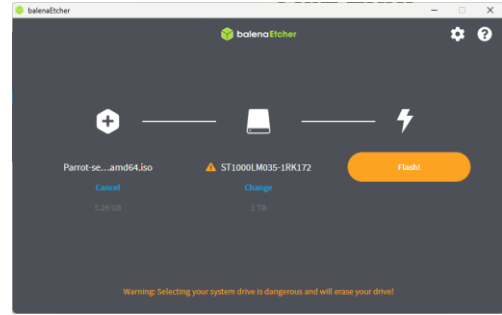 balenaEtcher
balenaEtcher
Parrot-se...amd64.iso
ST1000LM035-1RK172
Flash!
Cancel
Change
5.26 GB
1 TB
Warning: Selecting your system drive is dangerous and will erase your drive!